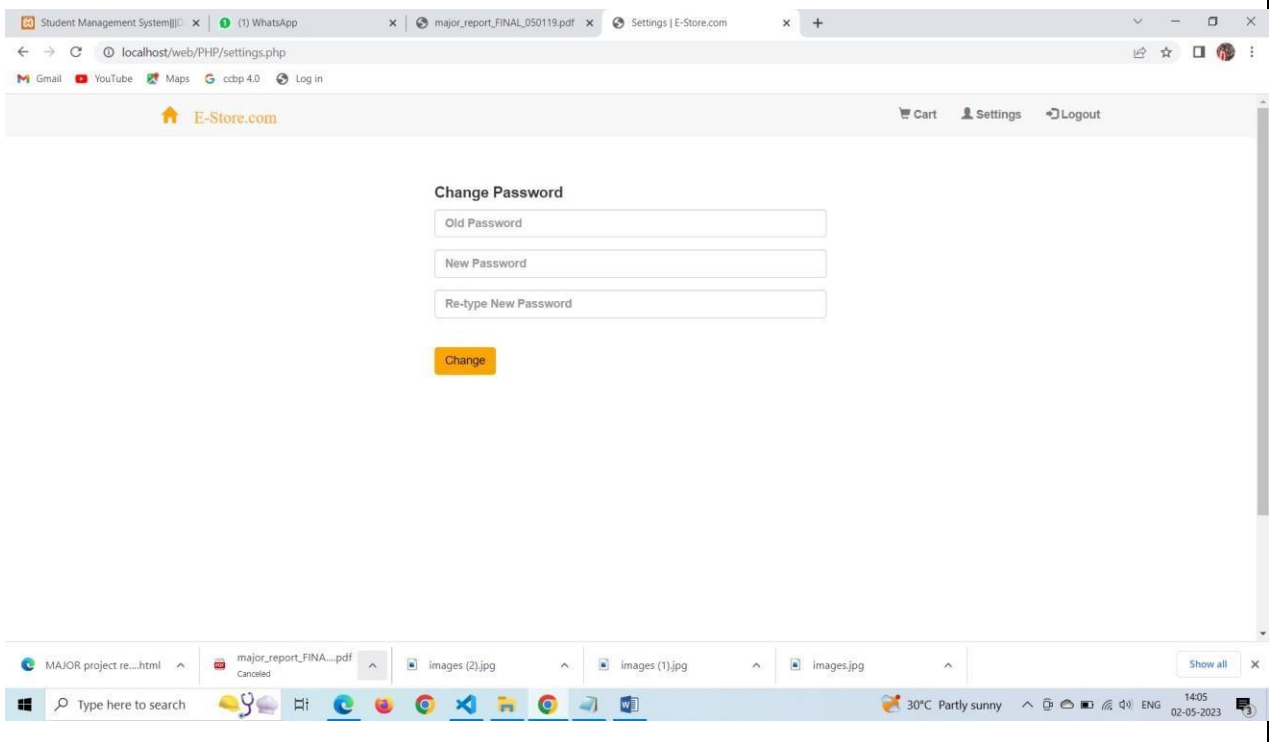 Student Management System|||D
(1) WhatsApp
major_report_FINAL_050119.pdf
Settings | E-Store.com
localhost/web/PHP/settings.php
Gmail YouTube Maps ccbp 4.0 Log in
E-Store.com Cart Settings Logout
Change Password
Old Password
New Password
Re-type New Password
Change
MAJOR project re....html
major_report_FINA....pdf
Canceled
images (2).jpg
images (1).jpg
images.jpg
Show all
Type here to search
30°C Partly sunny
ENG
14:05
02-05-2023
3